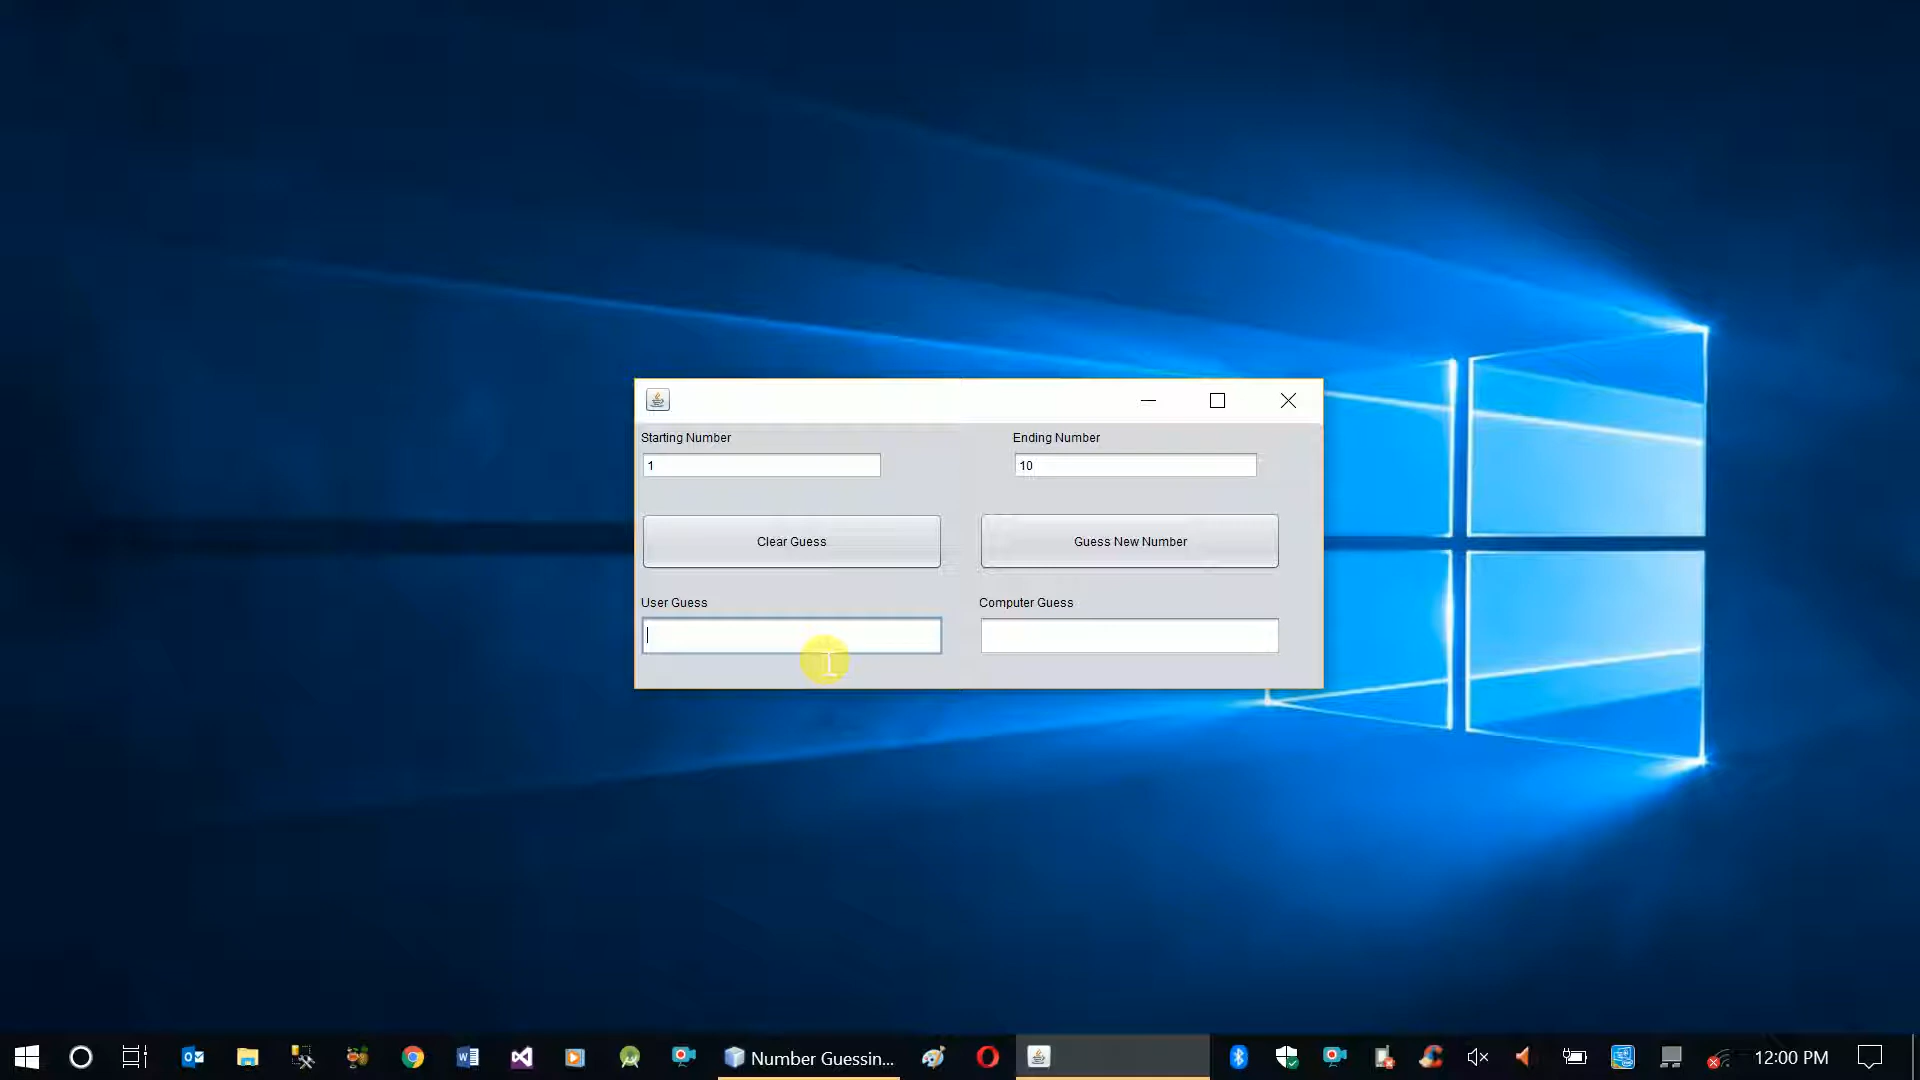 Starting Number
Ending Number
1
10
Clear Guess
Guess New Number
User Guess
Computer Guess
Number Guessin...
12:00 PM